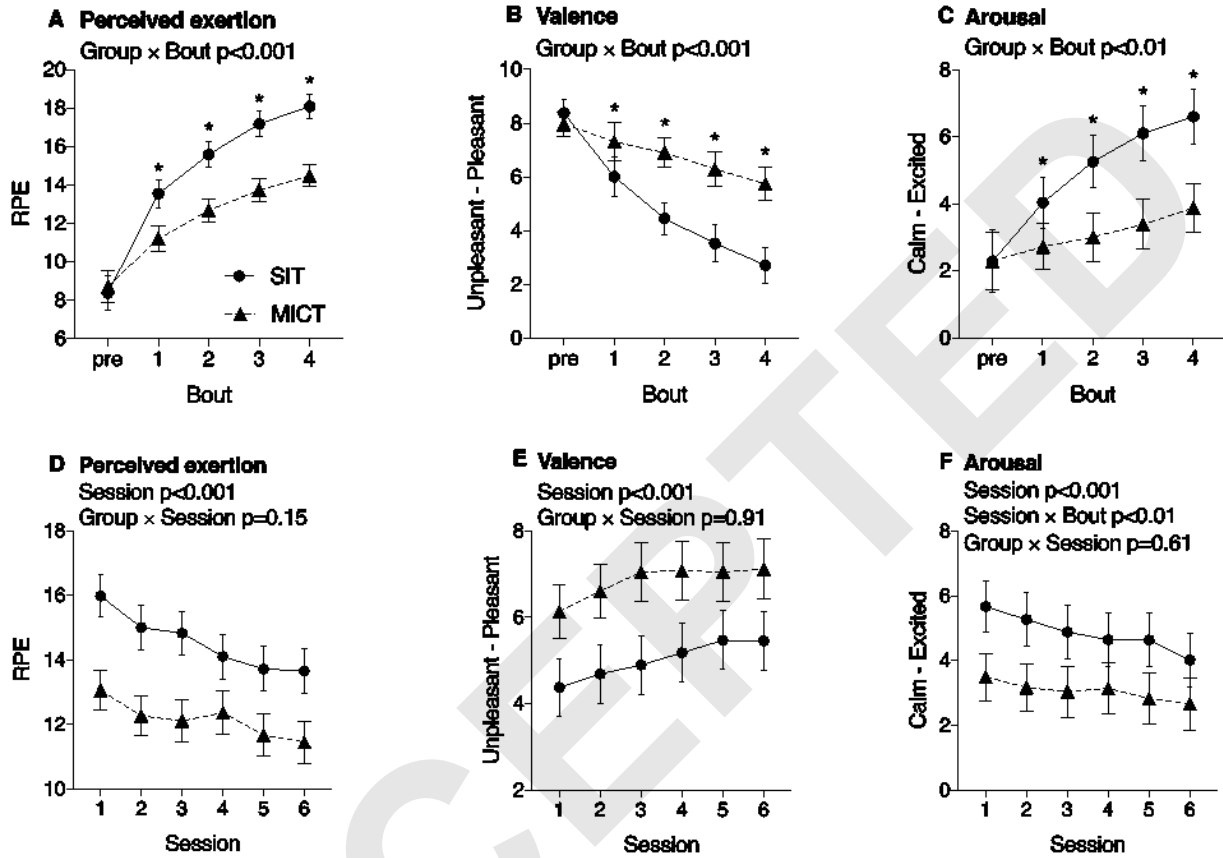 A Perceived exertion
Group × Bout p<0.001
20
18
16
14
12
10
8
6
RPE
SIT
MICT
pre 1 2 3 4
Bout
B Valence
Group × Bout p<0.001
10
8
6
4
2
0
Unpleasant - Pleasant
pre 1 2 3 4
Bout
C Arousal
Group × Bout p<0.01
8
6
4
2
0
Calm - Excited
pre 1 2 3 4
Bout
D Perceived exertion
Session p<0.001
Group × Session p=0.15
18
16
14
12
10
RPE
1 2 3 4 5 6
Session
E Valence
Session p<0.001
Group × Session p=0.91
8
6
4
2
Unpleasant - Pleasant
1 2 3 4 5 6
Session
F Arousal
Session p<0.001
Session × Bout p<0.01
Group × Session p=0.61
8
6
4
2
0
Calm - Excited
1 2 3 4 5 6
Session
CEPTED